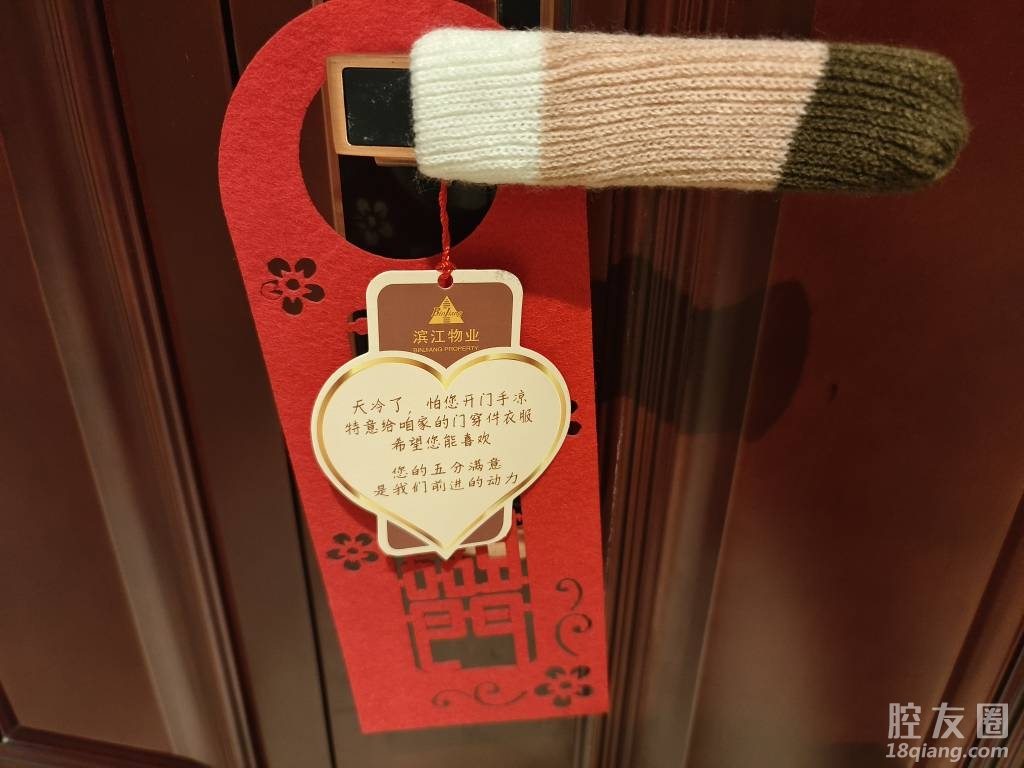 BinJiang
滨江物业
BINJIANG PROPERTY
天冷了，怕您开门手凉
特意给咱家的门穿件衣服
希望您能喜欢
您的五分满意
是我们前进的动力
腔友圈
18qiang.com